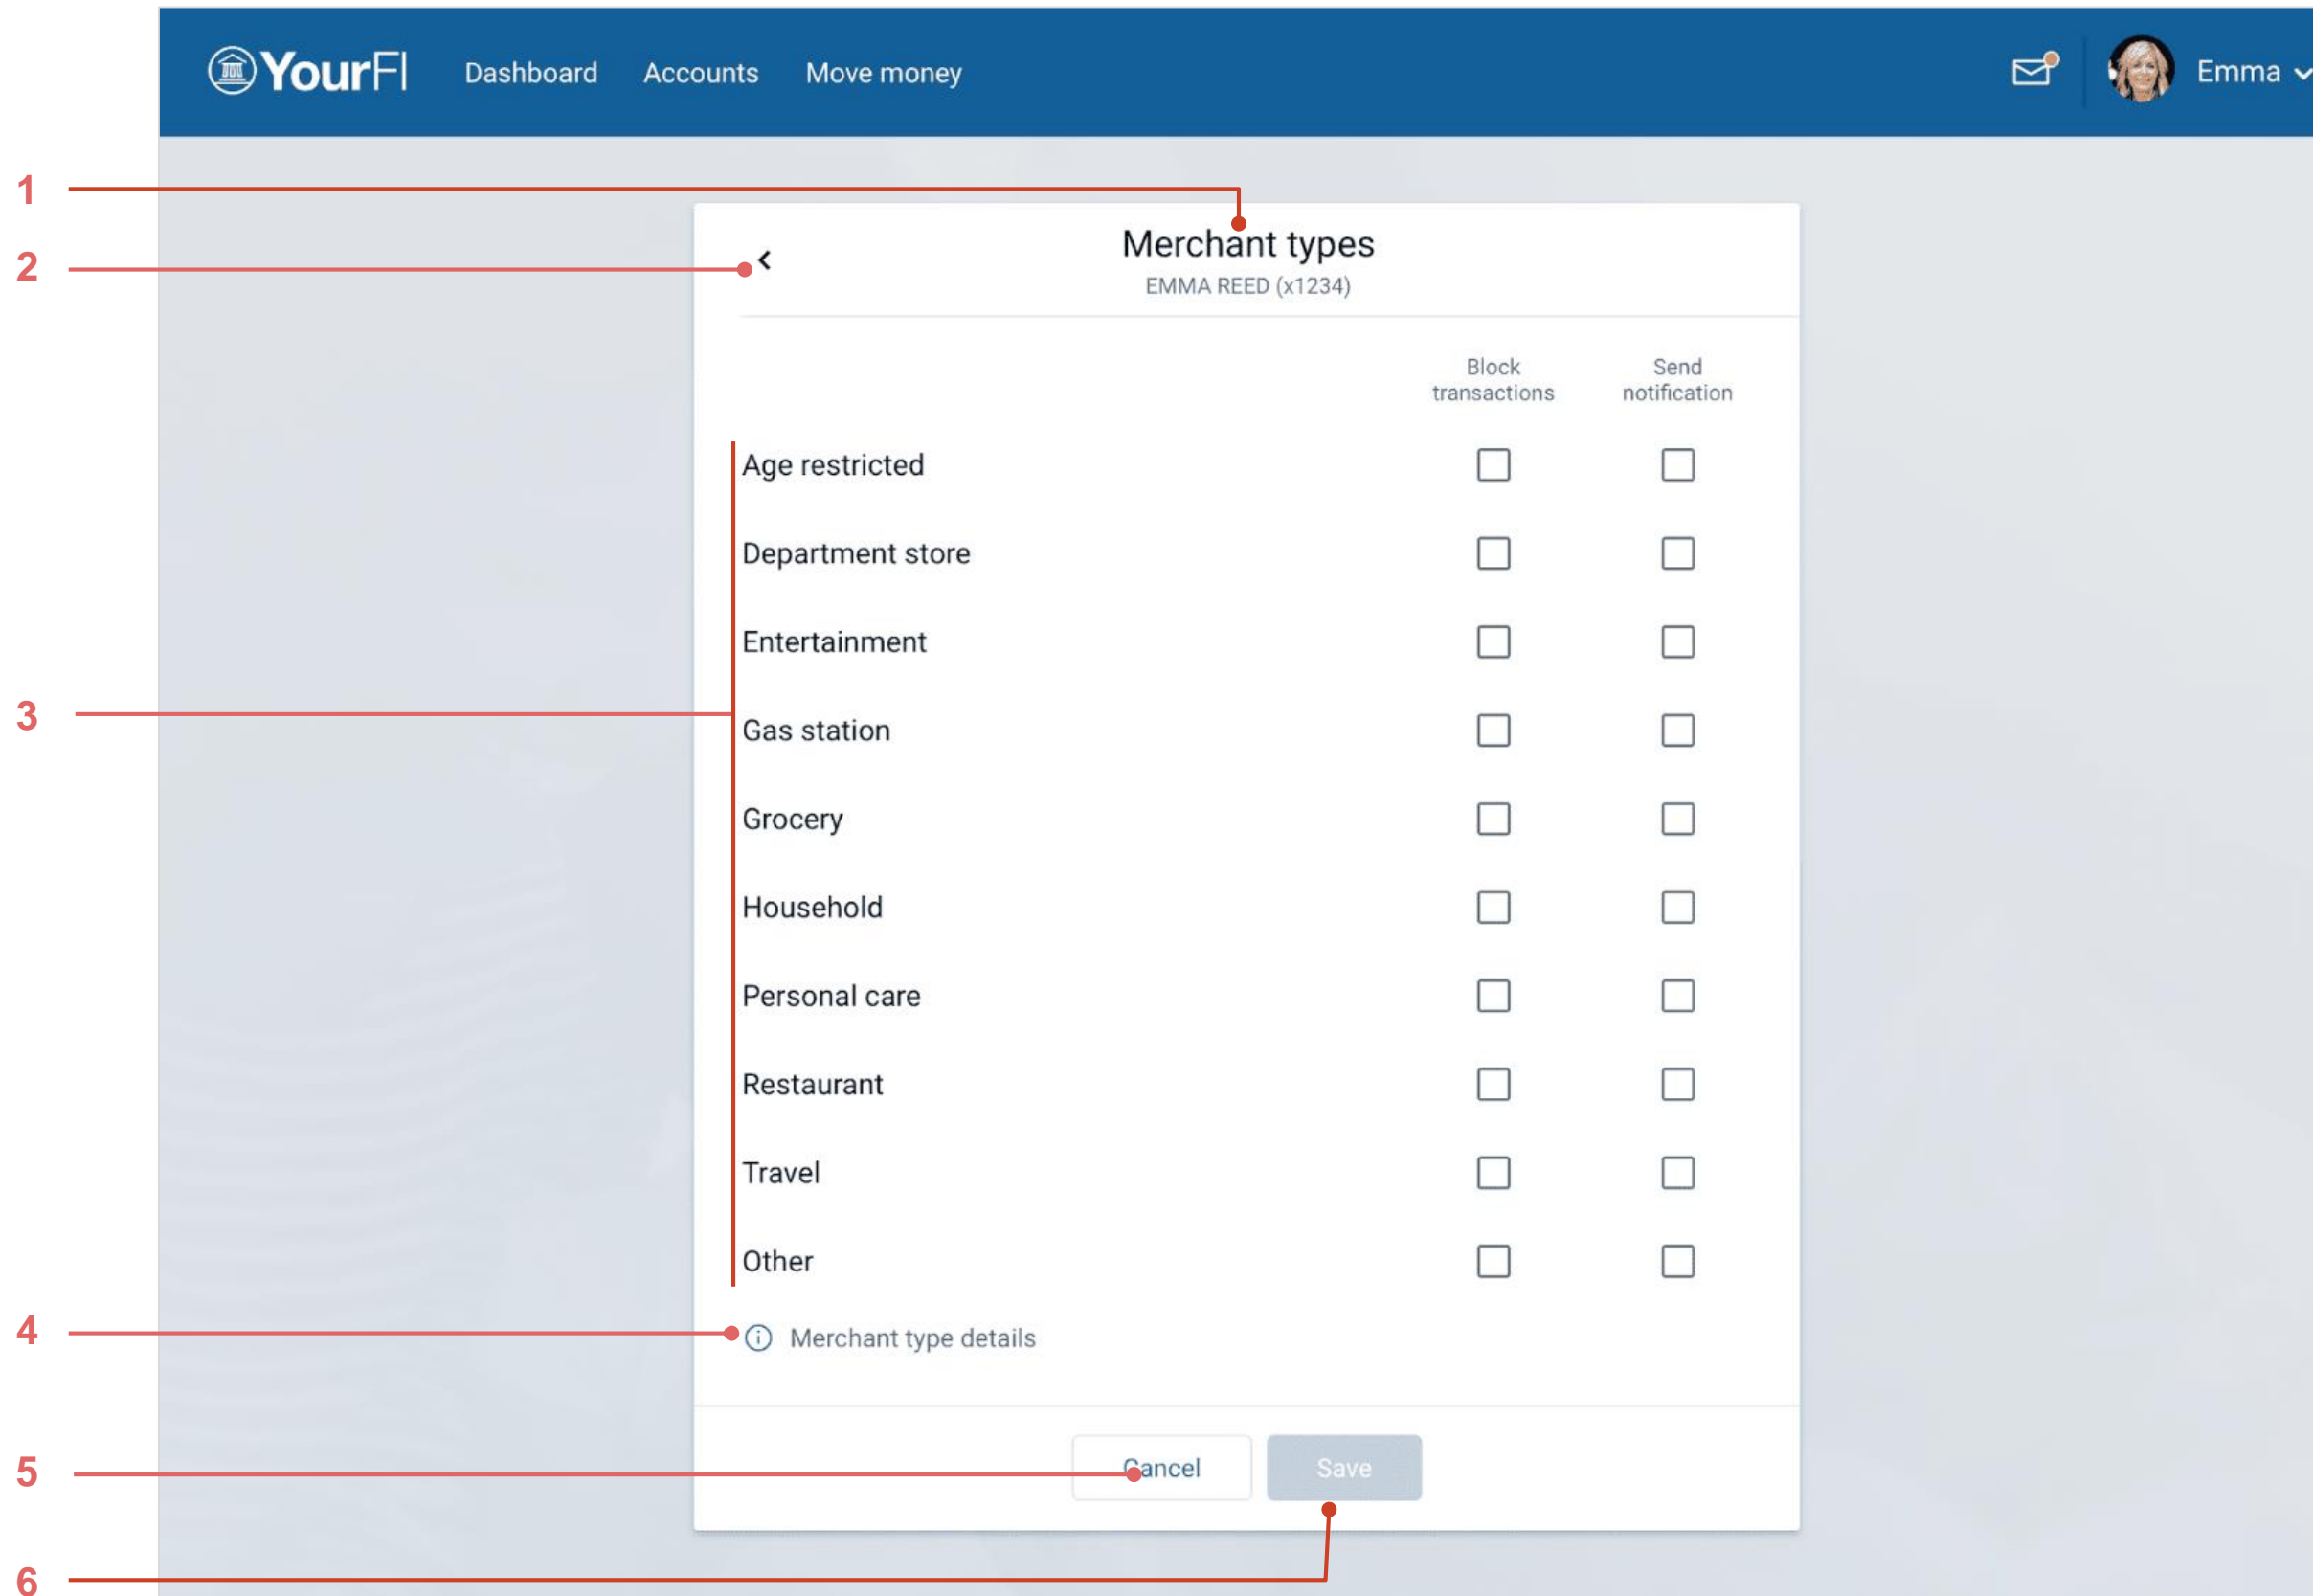 YourFI Dashboard Accounts Move money Emma
1
Merchant types
2
EMMA REED (x1234)
Block Send
transactions notification
Age restricted
Department store
Entertainment
3
Gas station
Grocery
Household
Personal care
Restaurant
Travel
Other
4
Merchant type details
5
Cancel Save
6